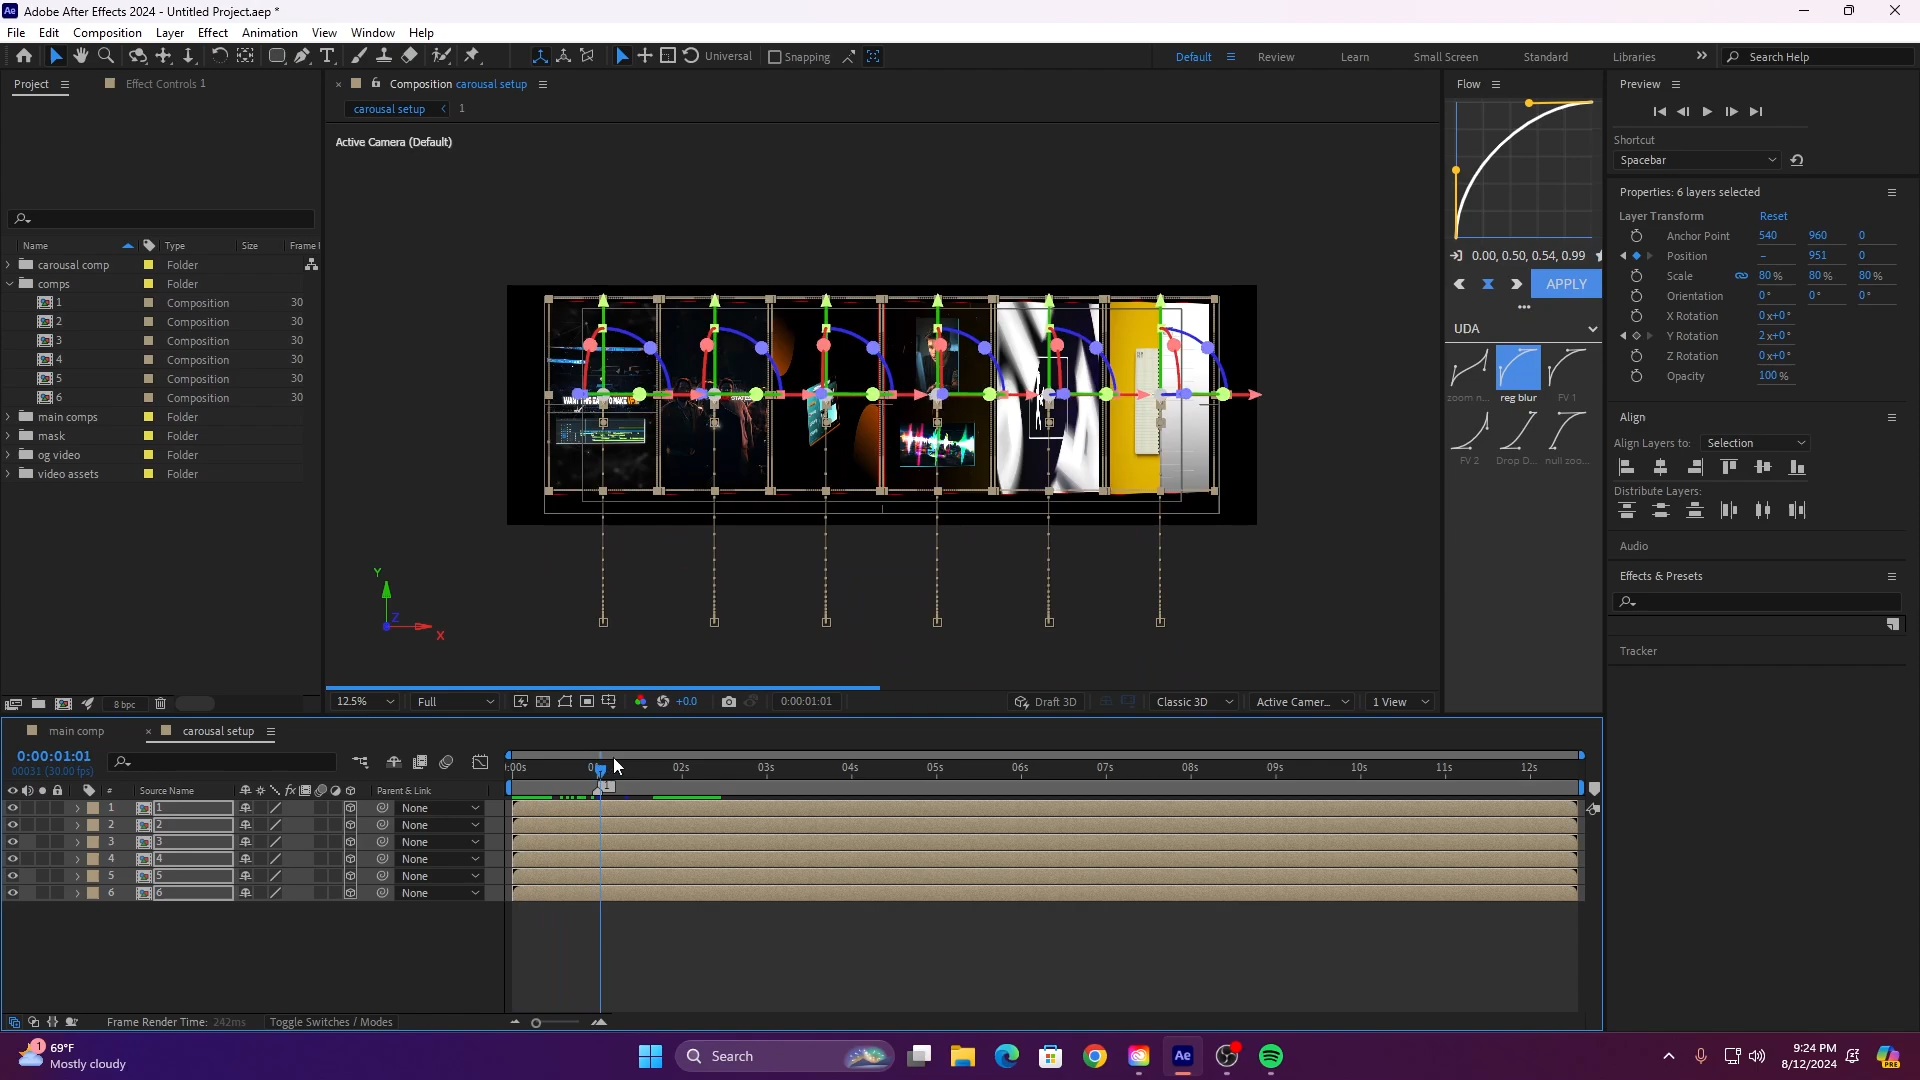 Adobe After Effects 2024 - Untitled Project.aep *
File Edit Composition Layer Effect Animation View Window Help
Universal Snapping Default Review Learn Small Screen Standard Libraries Search Help
Project Effect Controls 1
Composition carousal setup
carousal setup 1
Active Camera (Default)
Name Type Size Frame
carousal comp Folder
comps Folder
1 Composition 30
2 Composition 30
3 Composition 30
4 Composition 30
5 Composition 30
6 Composition 30
main comps Folder
mask Folder
og video Folder
video assets Folder
8 bpc
Y
Z
X
12.5% Full +0.0 0:00:01:01 Draft 3D Classic 3D Active Camer... 1 View
Flow
0.00, 0.50, 0.54, 0.99
APPLY
UDA
zoom n... reg blur FV 1
FV 2 Drop D... null zoo...
Preview
Shortcut
Spacebar
Properties: 6 layers selected
Layer Transform Reset
Anchor Point 540 960 0
Position – 951 0
Scale 80 % 80 % 80 %
Orientation 0° 0° 0°
X Rotation 0x+0°
Y Rotation 2x+0°
Z Rotation 0x+0°
Opacity 100 %
Align
Align Layers to: Selection
Distribute Layers:
Audio
Effects & Presets
Tracker
main comp carousal setup
0:00:01:01
00031 (30.00 fps)
# Source Name fx Parent & Link
:00s 02s 03s 04s 05s 06s 07s 08s 09s 10s 11s 12s
1
1 1 None
2 2 None
3 3 None
4 4 None
5 5 None
6 6 None
Frame Render Time: 242ms Toggle Switches / Modes
1 69°F
Mostly cloudy
Search
Ae
9:24 PM
8/12/2024
PRE